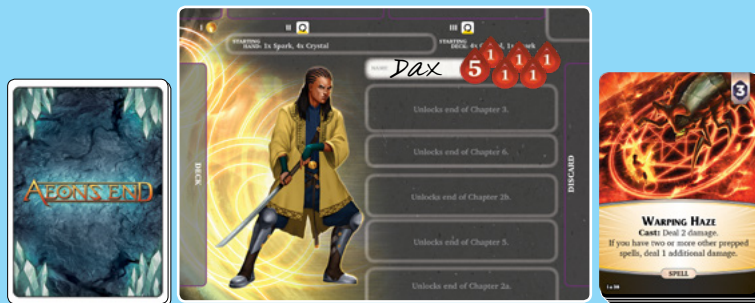 I II III
STARTING HAND: 1x Spark, 4x Crystal
STARTING DECK:
NAME:
Dax
5 1 1 1 1 1
Unlocks end of Chapter 3.
Unlocks end of Chapter 6.
Unlocks end of Chapter 2b.
Unlocks end of Chapter 5.
Unlocks end of Chapter 2a.
DECK
DISCARD
AEON'S END
3
WARPING HAZE
Cast: Deal 2 damage.
If you have two or more other prepped
spells, deal 1 additional damage.
SPELL